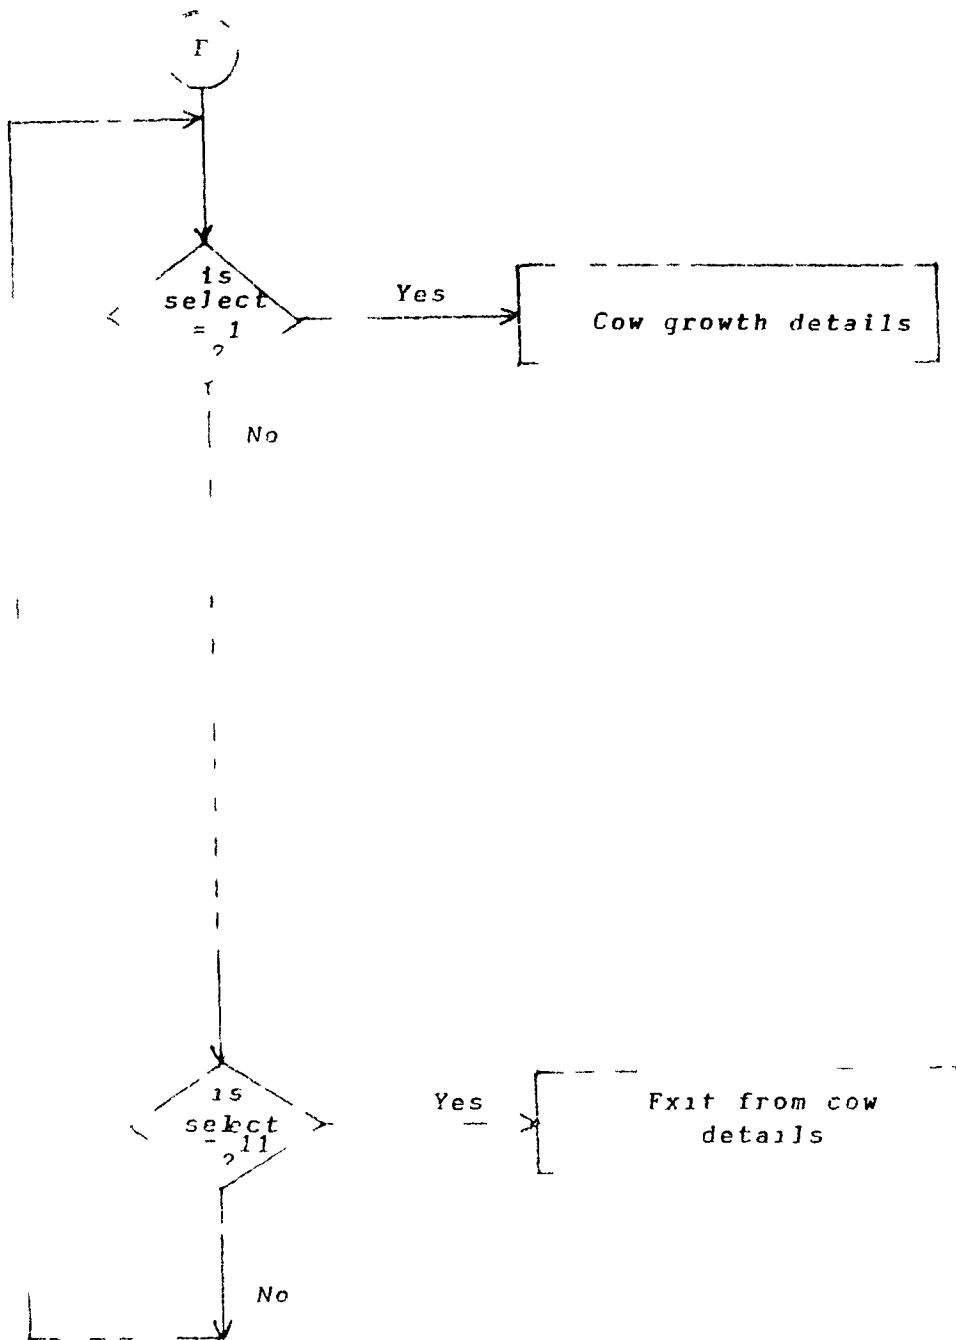 is
select
= 1
?
Yes
Cow growth details
No
is
select
= 11
?
Yes
Exit from cow
details
No